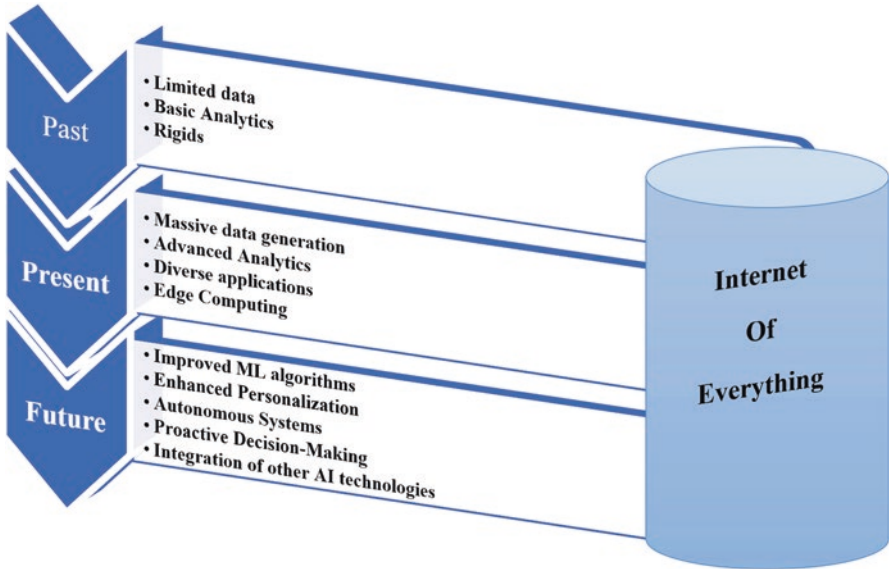 Past
• Limited data
• Basic Analytics
• Rigids
Present
• Massive data generation
• Advanced Analytics
• Diverse applications
• Edge Computing
Future
• Improved ML algorithms
• Enhanced Personalization
• Autonomous Systems
• Proactive Decision-Making
• Integration of other AI technologies
Internet
Of
Everything